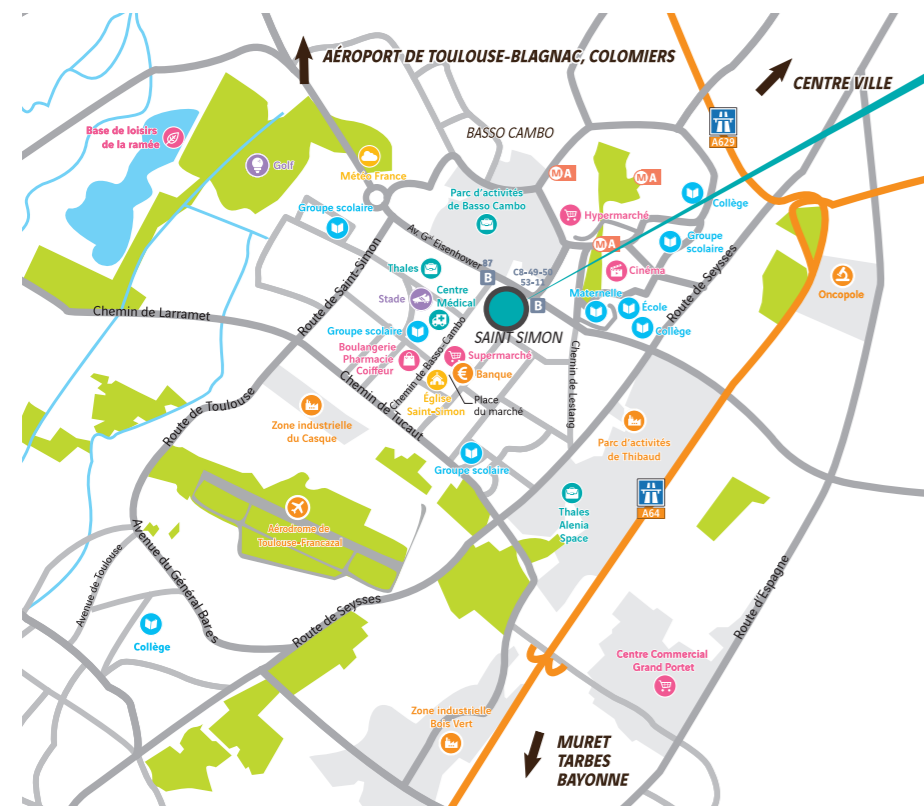 AÉROPORT DE TOULOUSE-BLAGNAC, COLOMIERS
CENTRE VILLE
A629
BASSO CAMBO
Base de loisirs
de la ramée
Golf
Météo France
Parc d'activités
de Basso Cambo
M A
M A
Collège
Groupe scolaire
Hypermarché
Groupe
scolaire
Av. Gal Eisenhower
M A
Route de Saint-Simon
Thales
97
B
C8-49-50
53-11
B
Cinéma
Route de Seysses
Oncopole
Stade
Centre
Médical
Maternelle
École
Collège
Chemin de Larramet
Groupe scolaire
SAINT SIMON
Boulangerie
Pharmacie
Coiffeur
Chemin de Basso-Cambo
Supermarché
Banque
Chemin de Lestang
Église
Saint-Simon
Place
du marché
Route de Toulouse
Zone industrielle
du Casque
Chemin de Tucaut
Parc d'activités
de Thibaud
Groupe scolaire
A64
Thales
Alenia
Space
Aérodrome de
Toulouse-Francazal
Avenue de Toulouse
Avenue du Général Bares
Route de Seysses
Route d'Espagne
Collège
Centre Commercial
Grand Portet
Zone industrielle
Bois Vert
MURET
TARBES
BAYONNE